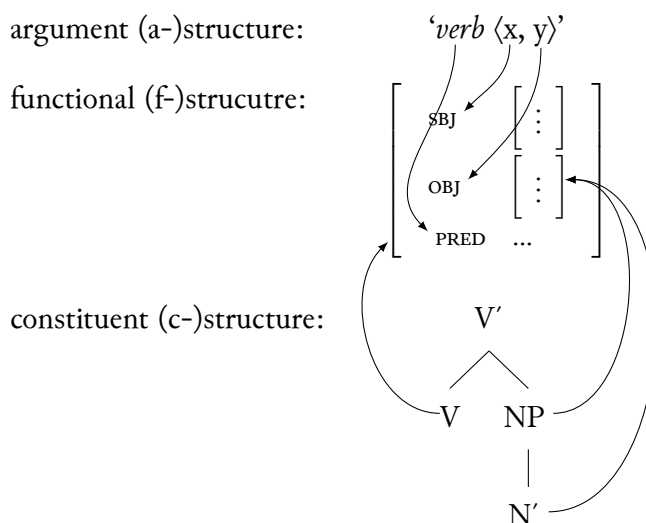 argument (a-)structure: ‘verb ⟨x, y⟩’
functional (f-)strucutre:
SBJ ⋮
OBJ ⋮
PRED ...
constituent (c-)structure: V′
V NP
N′